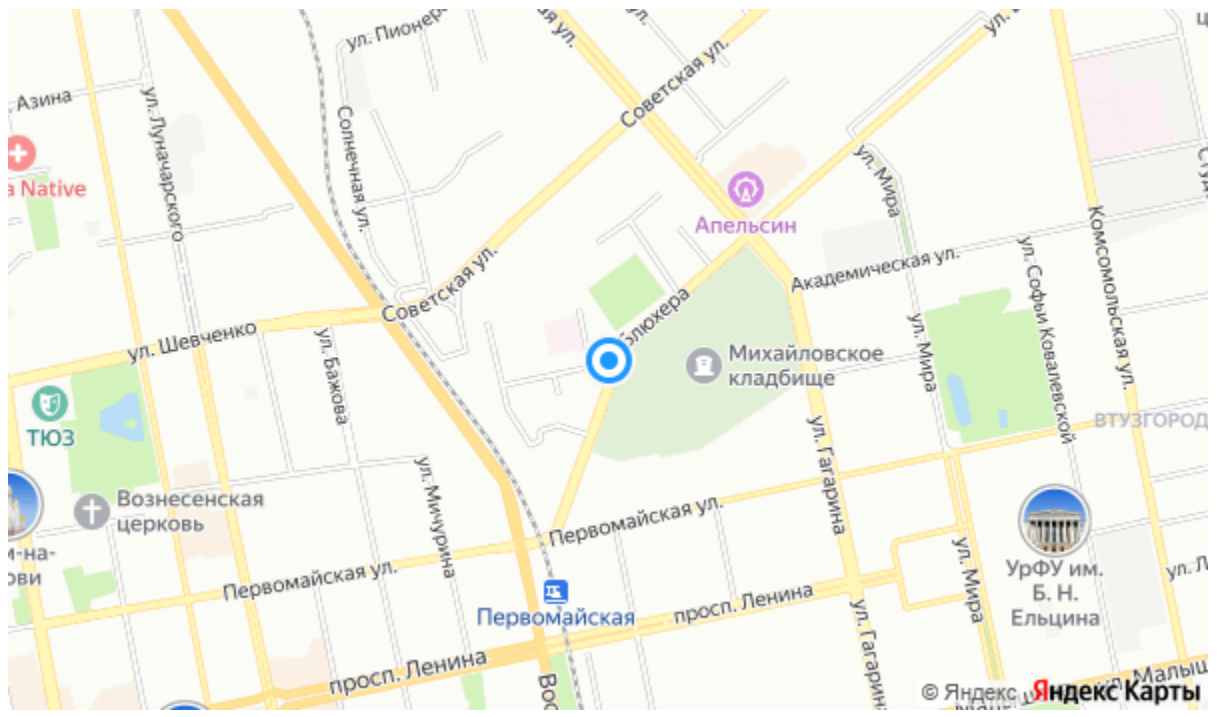 ул. Пионер
ая ул.
Советская ул.
ул.
Азина
ул. Луначарского
Солнечная ул.
ул. Мира
Native
Апельсин
Комсомольская ул.
Академическая ул.
ул. Софьи Ковалевской
Советская ул.
блюхера
ул. Шевченко
ул. Бажова
ул. Мира
Михайловское
кладбище
ТЮЗ
ВТУЗГОРОД
ул. Гагарина
ул. Мичурина
Вознесенская
церковь
Первомайская ул.
ул. Мира
УрФУ им.
Б. Н.
Ельцина
Первомайская ул.
Первомайская
просп. Ленина
ул. Гагарина
просп. Ленина
Вос
ул. Малыш
© Яндекс Яндекс Карты